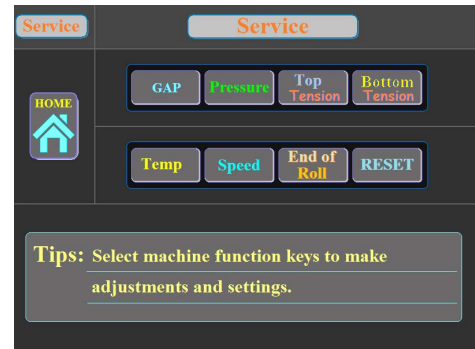 Service
Service
HOME
GAP
Pressure
Top
Tension
Bottom
Tension
Temp
Speed
End of
Roll
RESET
Tips: Select machine function keys to make
adjustments and settings.